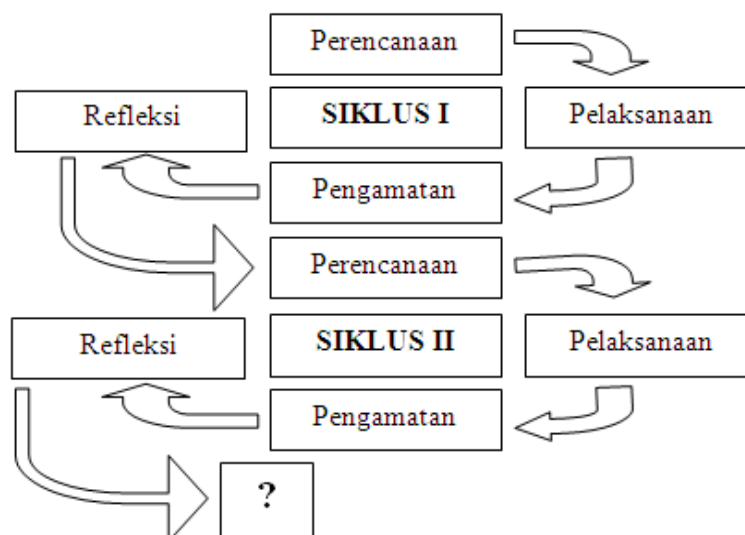 Perencanaan
Refleksi
SIKLUS I
Pelaksanaan
Pengamatan
Perencanaan
Refleksi
SIKLUS II
Pelaksanaan
Pengamatan
?